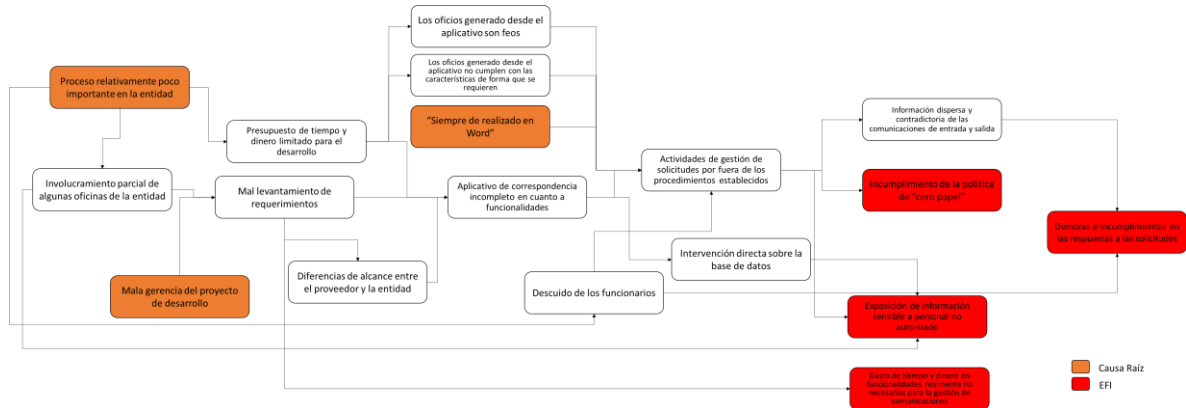 Los oficios generado desde el
aplicativo son feos
Proceso relativamente poco
importante en la entidad
Los oficios generado desde el
aplicativo no cumplen con las
características de forma que se
requieren
"Siempre de realizado en
Word"
Presupuesto de tiempo y
dinero limitado para el
desarrollo
Información dispersa y
contradictoria de las
comunicaciones de entrada y salida
Involucramiento parcial de
algunas oficinas de la entidad
Mal levantamiento de
requerimientos
Aplicativo de correspondencia
incompleto en cuanto a
funcionalidades
Actividades de gestión de
solicitudes por fuera de los
procedimientos establecidos
Incumplimiento de la política
de "cero papel"
Demoras e incumplimientos en
las respuestas a las solicitudes
Mala gerencia del proyecto de
desarrollo
Diferencias de alcance entre
el proveedor y la entidad
Intervención directa sobre la
base de datos
Descuido de los funcionarios
Exposición de información
sensible a personal no
autorizado
Gasto de tiempo y dinero en
funcionalidades realmente no
necesarias para la gestión de
comunicaciones
Causa Raíz
EFI